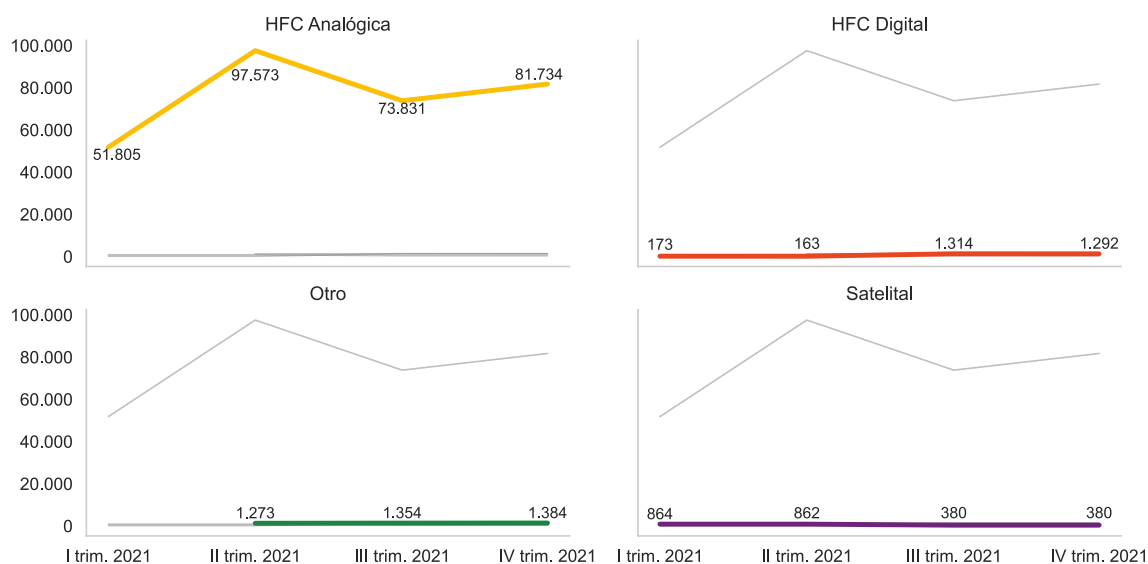 HFC Analógica
HFC Digital
100.000
80.000
60.000
40.000
20.000
0
51.805
97.573
73.831
81.734
173
163
1.314
1.292
Otro
Satelital
100.000
80.000
60.000
40.000
20.000
0
1.273
1.354
1.384
864
862
380
380
I trim. 2021
II trim. 2021
III trim. 2021
IV trim. 2021
I trim. 2021
II trim. 2021
III trim. 2021
IV trim. 2021